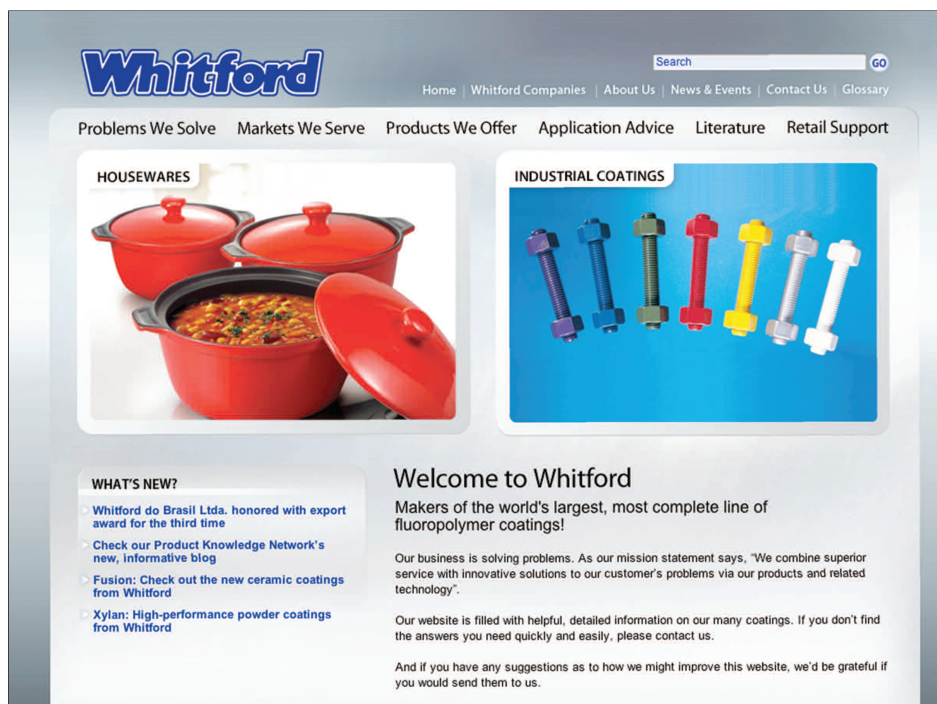 Whitford
Search GO
Home | Whitford Companies | About Us | News & Events | Contact Us | Glossary
Problems We Solve Markets We Serve Products We Offer Application Advice Literature Retail Support
HOUSEWARES
INDUSTRIAL COATINGS
WHAT'S NEW?
Whitford do Brasil Ltda. honored with export
award for the third time
Check our Product Knowledge Network's
new, informative blog
Fusion: Check out the new ceramic coatings
from Whitford
Xylan: High-performance powder coatings
from Whitford
Welcome to Whitford
Makers of the world's largest, most complete line of
fluoropolymer coatings!
Our business is solving problems. As our mission statement says, "We combine superior
service with innovative solutions to our customer's problems via our products and related
technology".
Our website is filled with helpful, detailed information on our many coatings. If you don't find
the answers you need quickly and easily, please contact us.
And if you have any suggestions as to how we might improve this website, we'd be grateful if
you would send them to us.